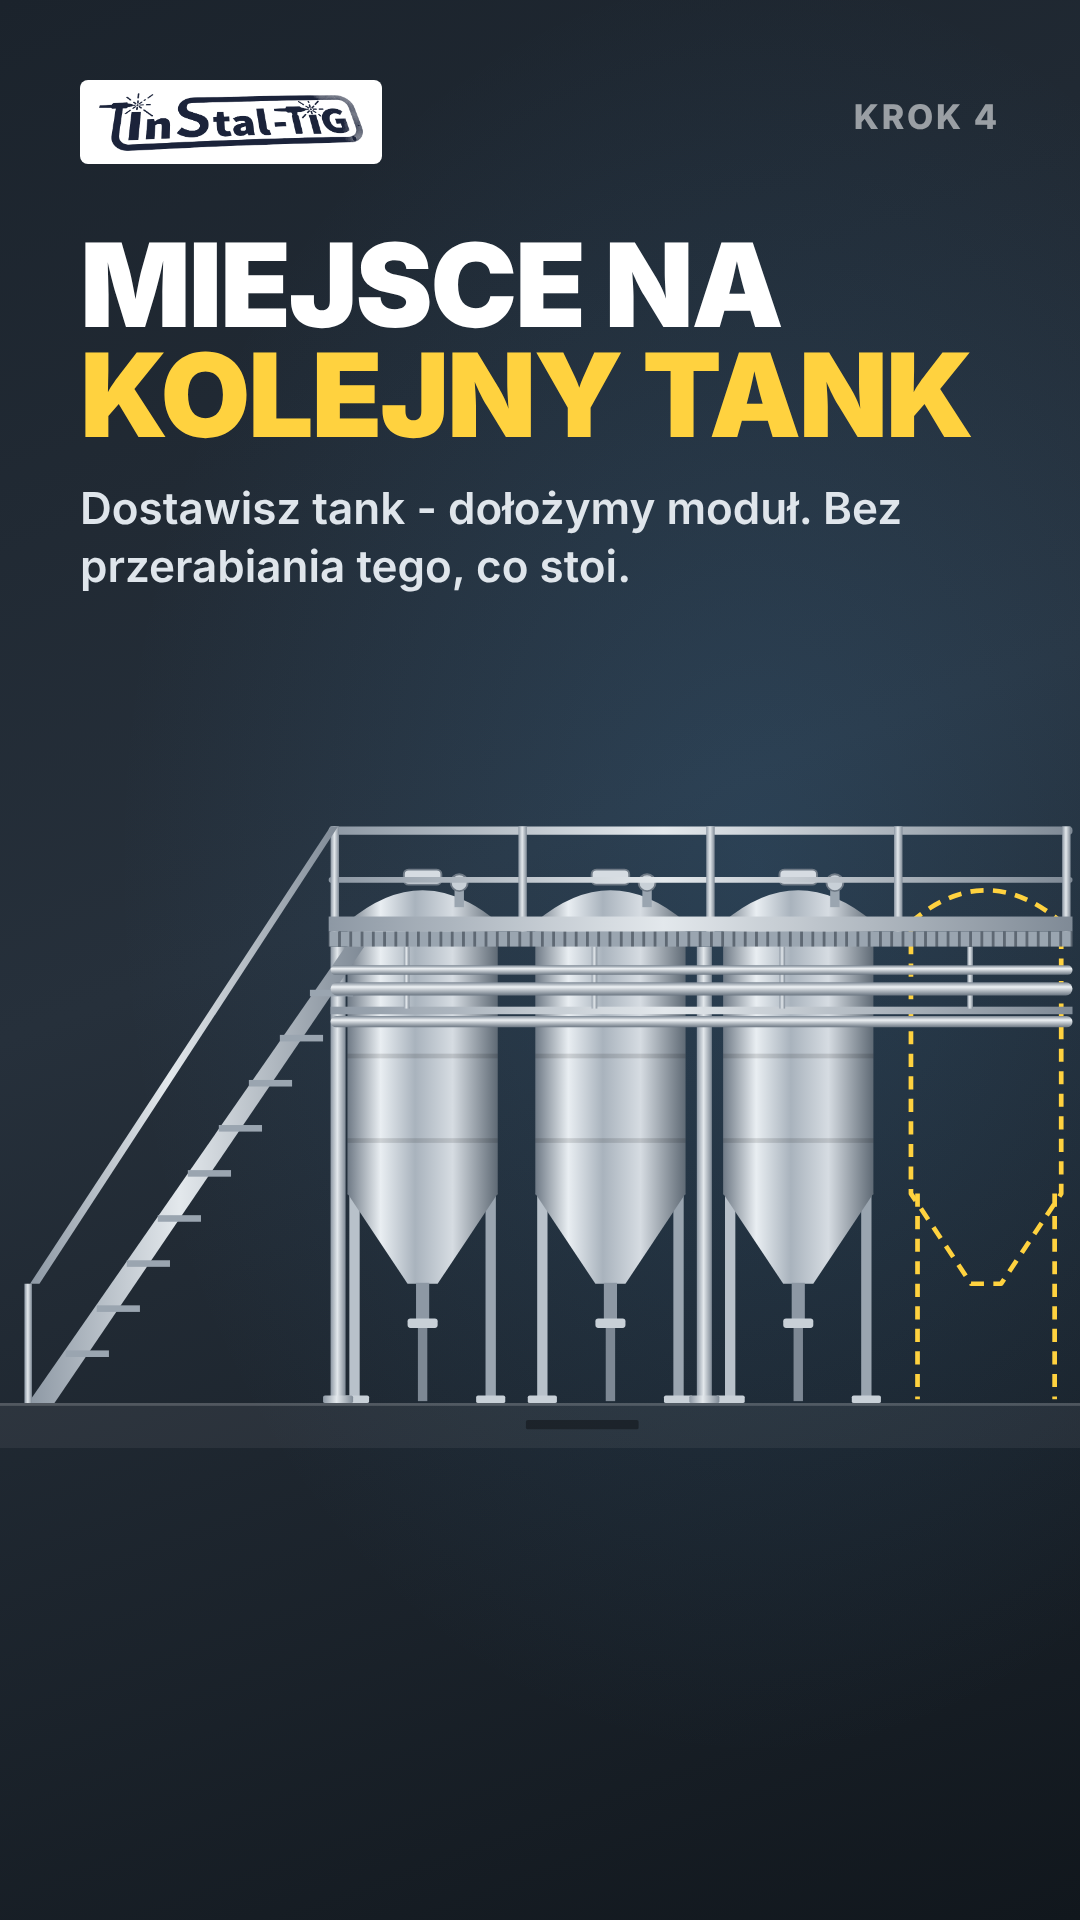 TInStal-TiG
KROK 4
MIEJSCE NA
KOLEJNY TANK
Dostawisz tank - dołożymy moduł. Bez
przerabiania tego, co stoi.